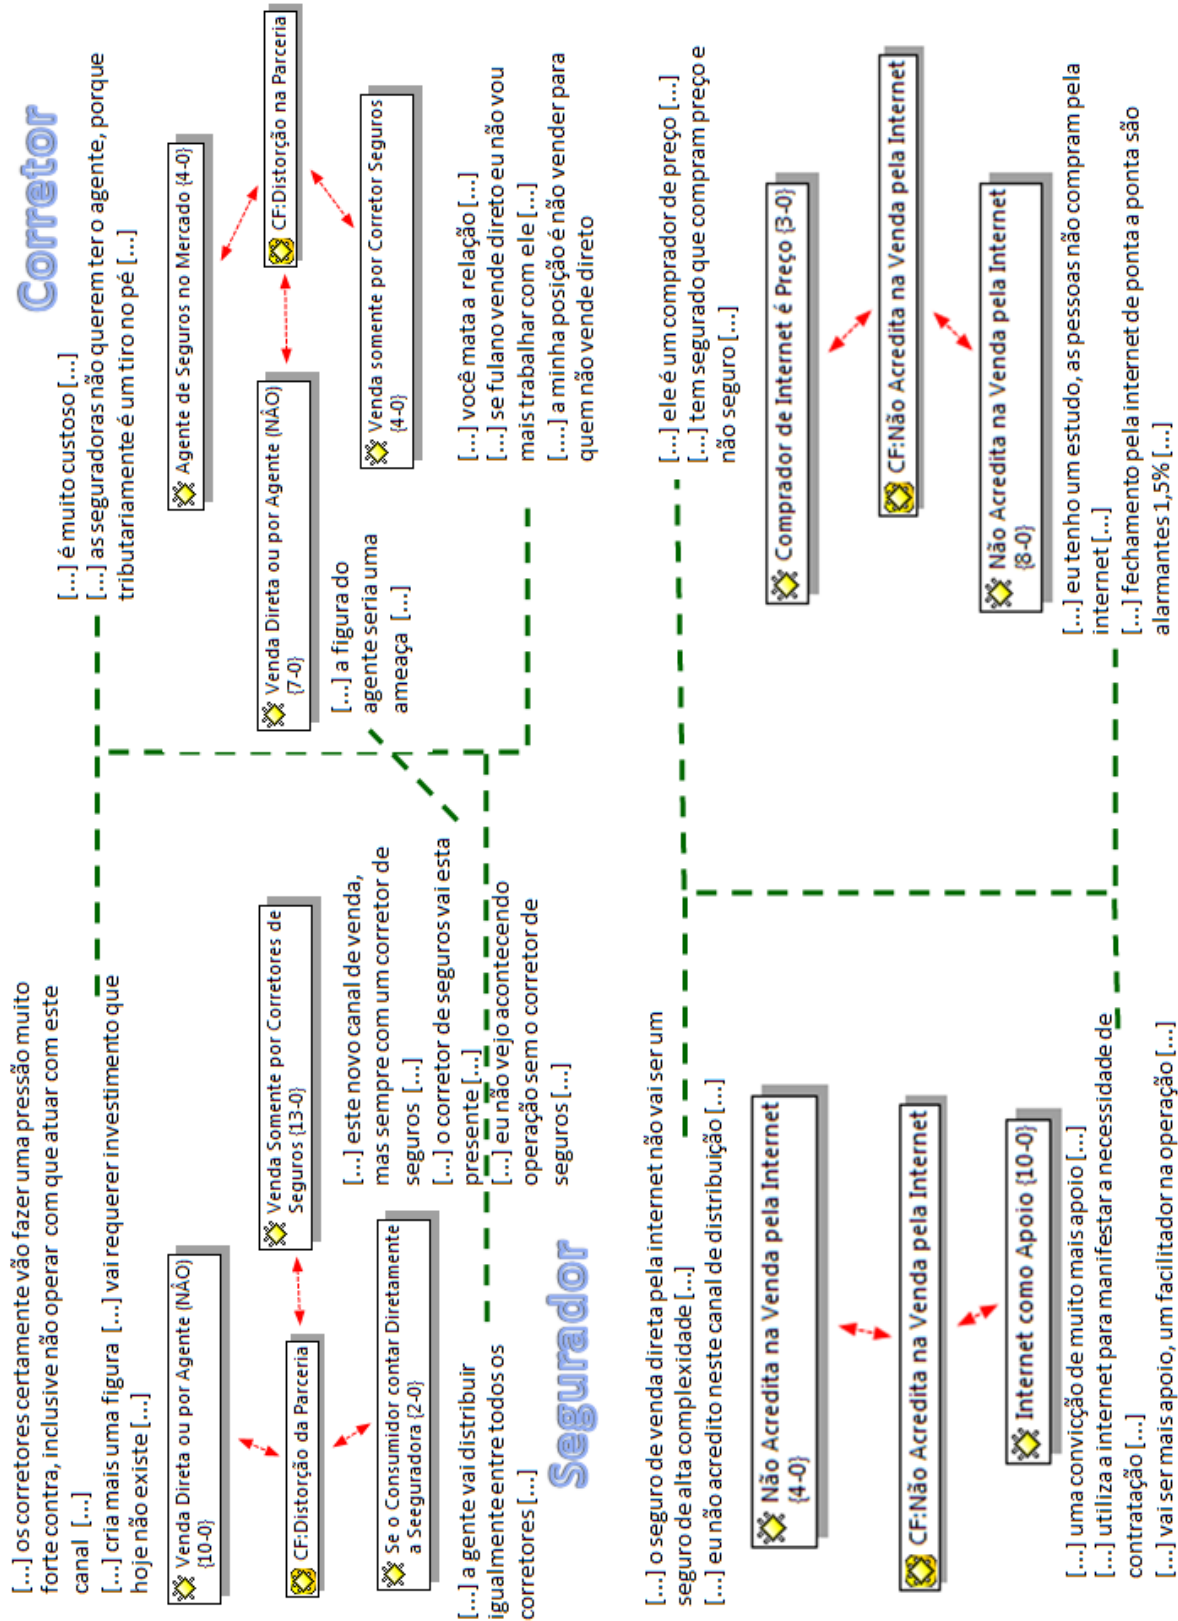 [...] os corretores certamente vão fazer uma pressão muito
forte contra, inclusive não operar com que atuar com este
canal [...]
[...] cria mais uma figura [...] vai requerer investimento que
hoje não existe [...]
Venda Direta ou por Agente (NÂO)
{10-0}
CF:Distorção da Parceria
Venda Somente por Corretores de
Seguros {13-0}
Se o Consumidor contar Diretamente
a Seeguradora {2-0}
[...] este novo canal de venda,
mas sempre com um corretor de
seguros [...]
[...] o corretor de seguros vai esta
presente [...]
[...] eu não vejo acontecendo
operação sem o corretor de
seguros [...]
[...] a gente vai distribuir
igualmente entre todos os
corretores [...]
Segurador
Corretor
[...] é muito custoso [...]
[...] as seguradoras não querem ter o agente, porque
tributariamente é um tiro no pé [...]
Agente de Seguros no Mercado {4-0}
Venda Direta ou por Agente (NÂO)
{7-0}
CF:Distorção na Parceria
Venda somente por Corretor Seguros
{4-0}
[...] a figura do
agente seria uma
ameaça [...]
[...] você mata a relação [...]
[...] se fulano vende direto eu não vou
mais trabalhar com ele [...]
[....] a minha posição é não vender para
quem não vende direto
[...] o seguro de venda direta pela internet não vai ser um
seguro de alta complexidade [...]
[...] eu não acredito neste canal de distribuição [...]
Não Acredita na Venda pela Internet
{4-0}
CF:Não Acredita na Venda pela Internet
Internet como Apoio {10-0}
[...] uma convicção de muito mais apoio [...]
[...] utiliza a internet para manifestar a necessidade de
contratação [...]
[...] vai ser mais apoio, um facilitador na operação [...]
[...] ele é um comprador de preço [...]
[...] tem segurado que compram preço e
não seguro [...]
Comprador de Internet é Preço {3-0}
CF:Não Acredita na Venda pela Internet
Não Acredita na Venda pela Internet
{8-0}
[...] eu tenho um estudo, as pessoas não compram pela
internet [...]
[...] fechamento pela internet de ponta a ponta são
alarmantes 1,5% [...]